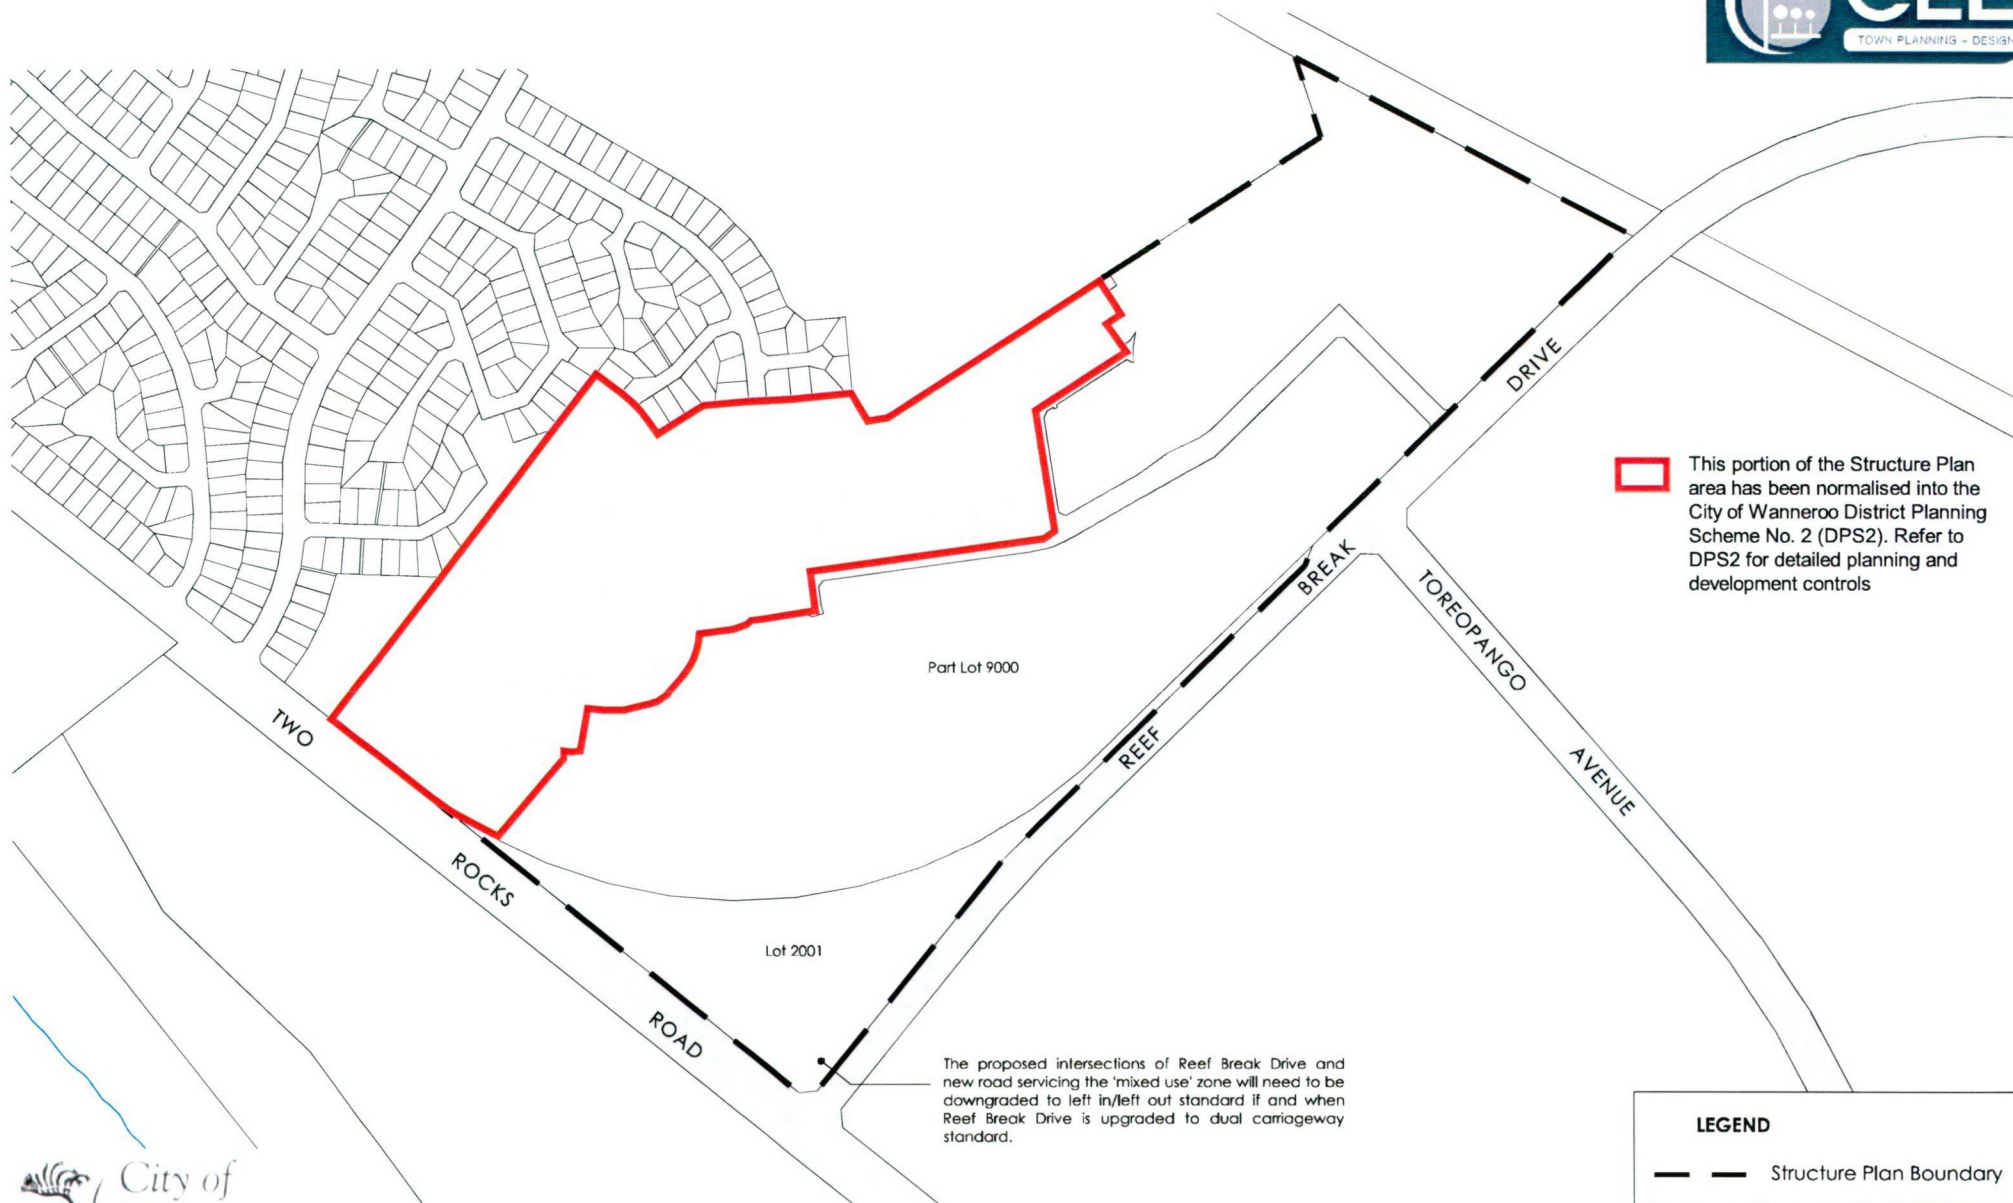 TOWN PLANNING + DESIGN
This portion of the Structure Plan
area has been normalised into the
City of Wanneroo District Planning
Scheme No. 2 (DPS2). Refer to
DPS2 for detailed planning and
development controls
DRIVE
BREAK
REEF
TOREOPANGO
AVENUE
Part Lot 9000
TWO
ROCKS
ROAD
Lot 2001
The proposed intersections of Reef Break Drive and
new road servicing the 'mixed use' zone will need to be
downgraded to left in/left out standard if and when
Reef Break Drive is upgraded to dual carriageway
standard.
LEGEND
Structure Plan Boundary
City of